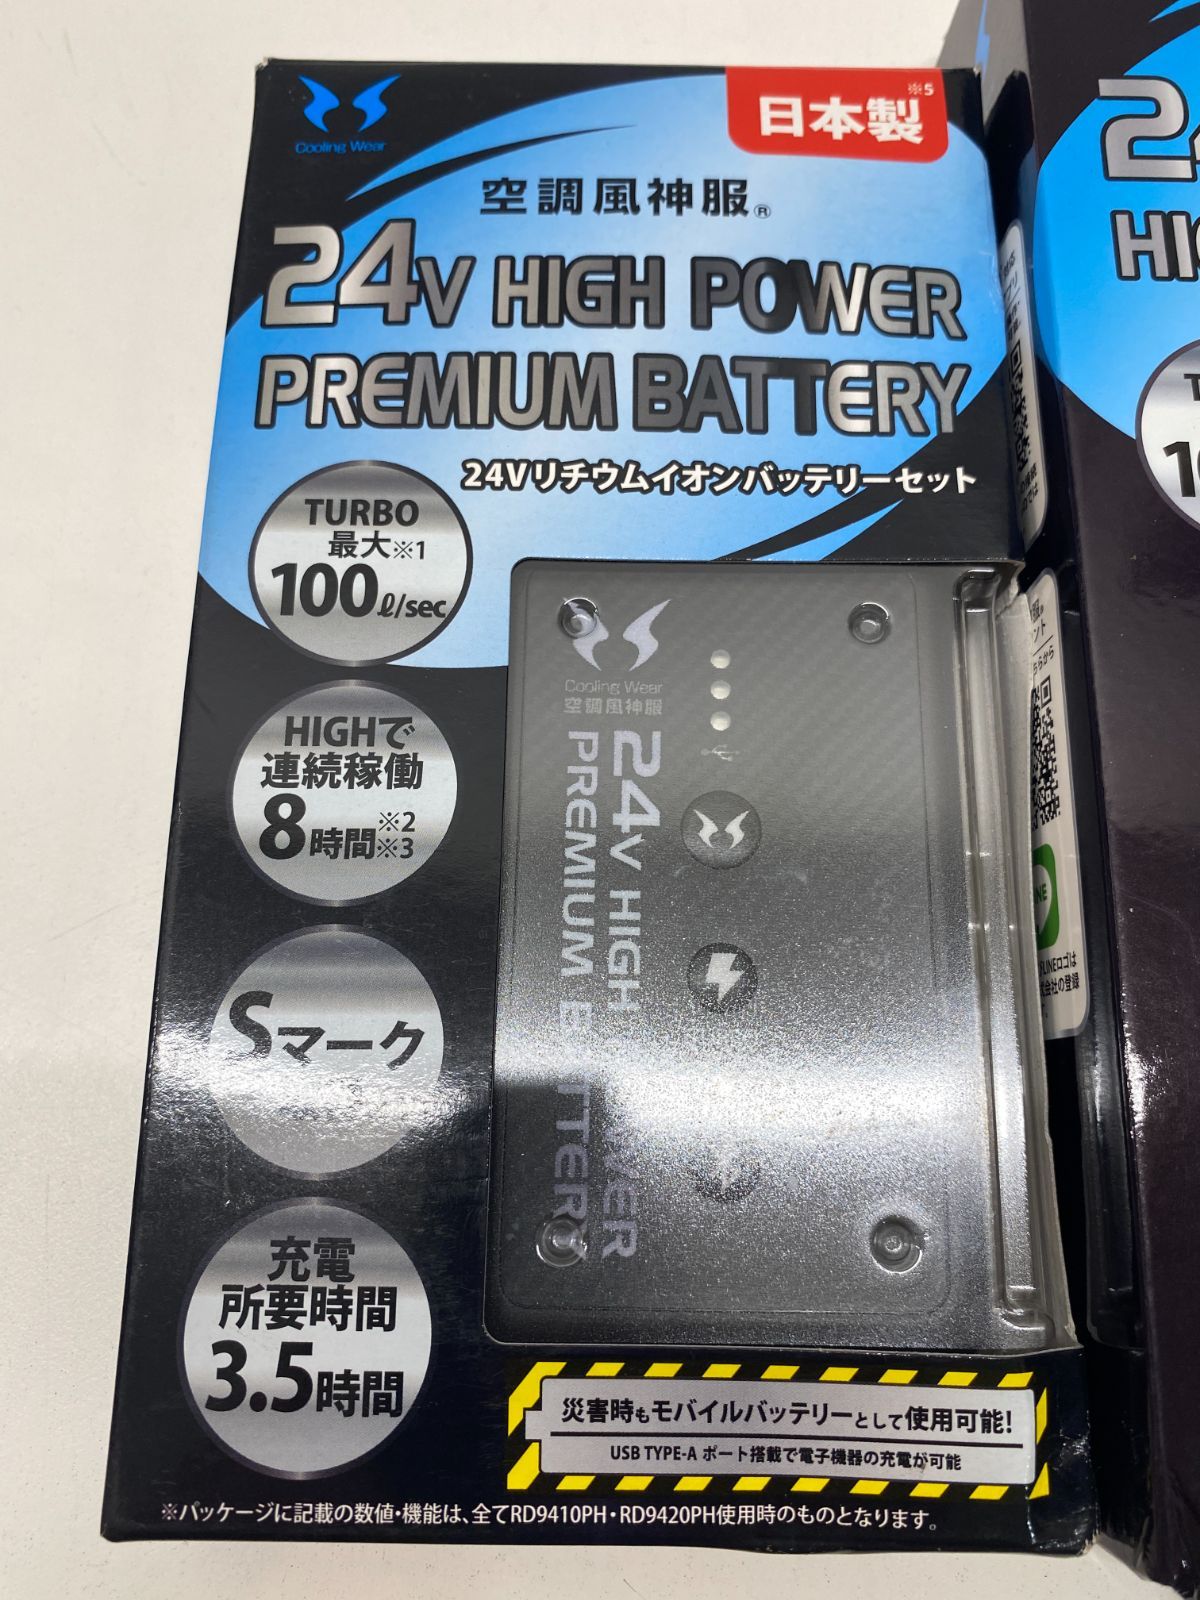 Cooling Wear
日本製※5
空調風神服®
24V HIGH POWER
PREMIUM BATTERY
24Vリチウムイオンバッテリーセット
TURBO
最大※1
100ℓ/sec
HIGHで
連続稼働
8時間※2
※3
Sマーク
充電
所要時間
3.5時間
Cooling Wear
空調風神服
24V HIGH
PREMIUM
災害時もモバイルバッテリーとして使用可能!
USB TYPE-A ポート搭載で電子機器の充電が可能
※パッケージに記載の数値・機能は、全てRD9410PH・RD9420PH使用時のものとなります。